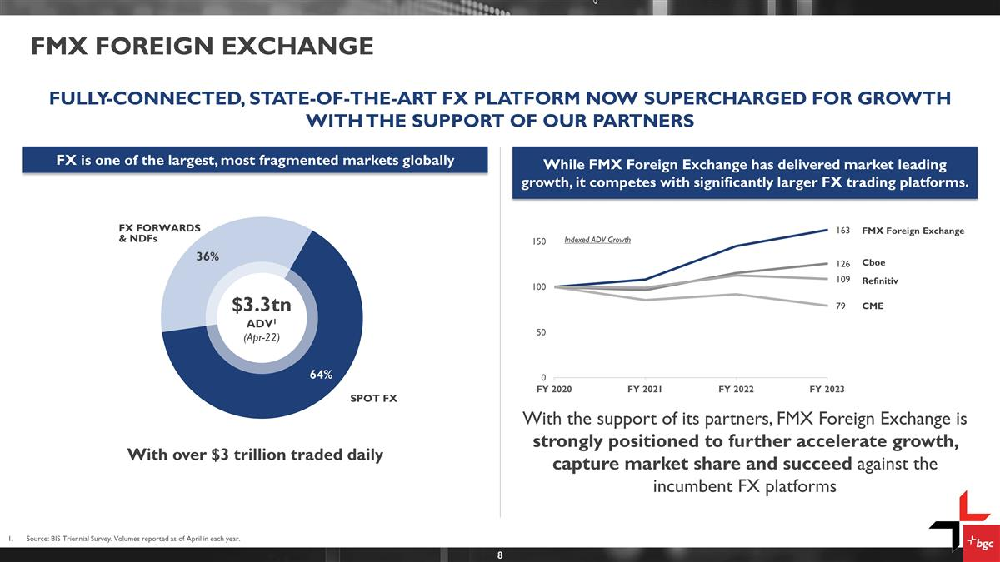 FMX FOREIGN EXCHANGE
FULLY-CONNECTED, STATE-OF-THE-ART FX PLATFORM NOW SUPERCHARGED FOR GROWTH
WITH THE SUPPORT OF OUR PARTNERS
FX is one of the largest, most fragmented markets globally
FX FORWARDS
& NDFs
36%
$3.3tn
ADV¹
(Apr-22)
64%
SPOT FX
With over $3 trillion traded daily
While FMX Foreign Exchange has delivered market leading
growth, it competes with significantly larger FX trading platforms.
Indexed ADV Growth
150
100
50
0
163 FMX Foreign Exchange
126 Cboe
109 Refinitiv
79 CME
FY 2020 FY 2021 FY 2022 FY 2023
With the support of its partners, FMX Foreign Exchange is
strongly positioned to further accelerate growth,
capture market share and succeed against the
incumbent FX platforms
1. Source: BIS Triennial Survey. Volumes reported as of April in each year.
8
bgc